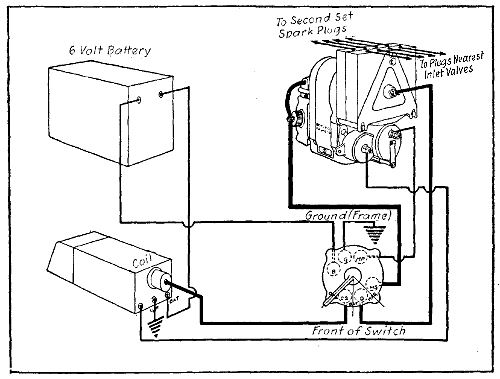 To Second Set
Spark Plugs
6 Volt Battery
To Plugs Nearest
Inlet Valves
Ground (Frame)
Coil
BAT
Front of Switch